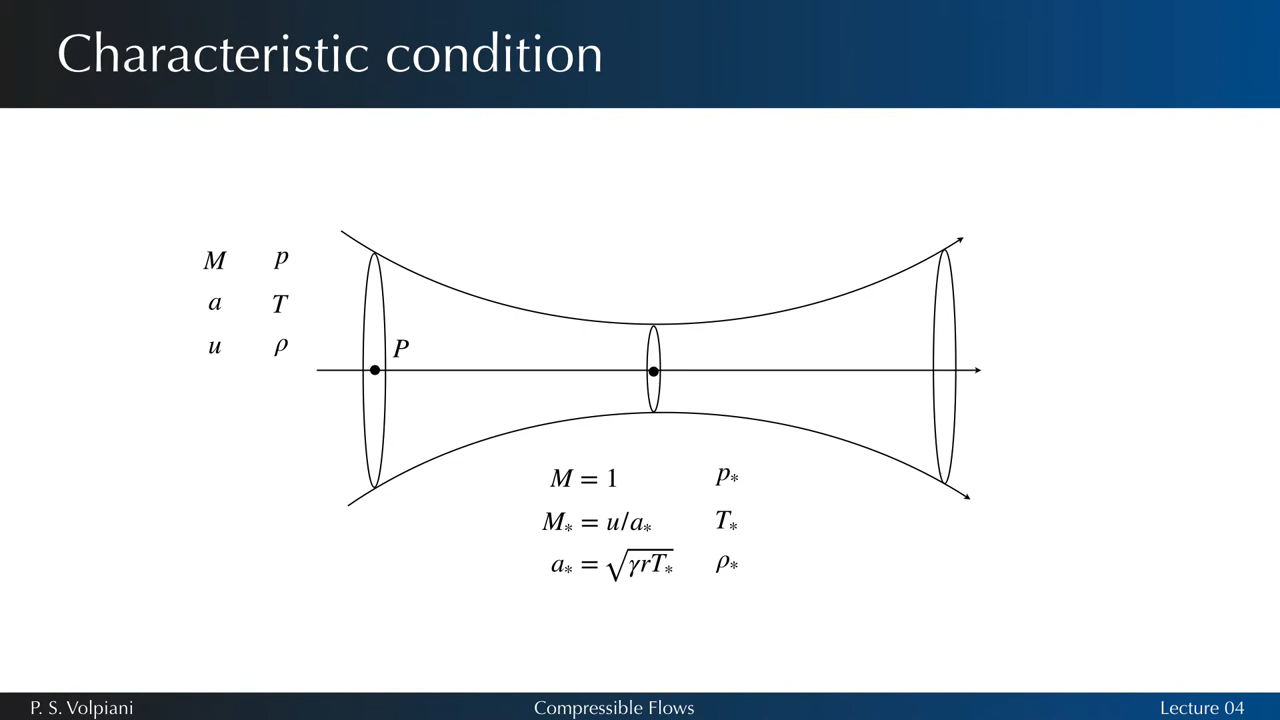 Characteristic condition
M p
a T
u ρ
P
M = 1 p*
M* = u/a* T*
a* = √γrT* ρ*
P. S. Volpiani Compressible Flows Lecture 04